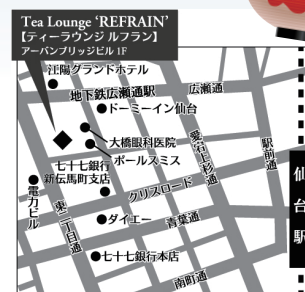 Tea Lounge ‘REFRAIN’
【ティーラウンジ ルフラン】
アーバンブリッジビル 1F
江陽グランドホテル
地下鉄広瀬通駅
広瀬通
ドーミーイン仙台
大橋眼科医院
ポールスミス
愛宕上杉通
駅前通
七十七銀行
新伝馬町支店
クリスロード
仙台駅
電力ビル
東二丁目通
ダイエー
青葉通
七十七銀行本店
南町通